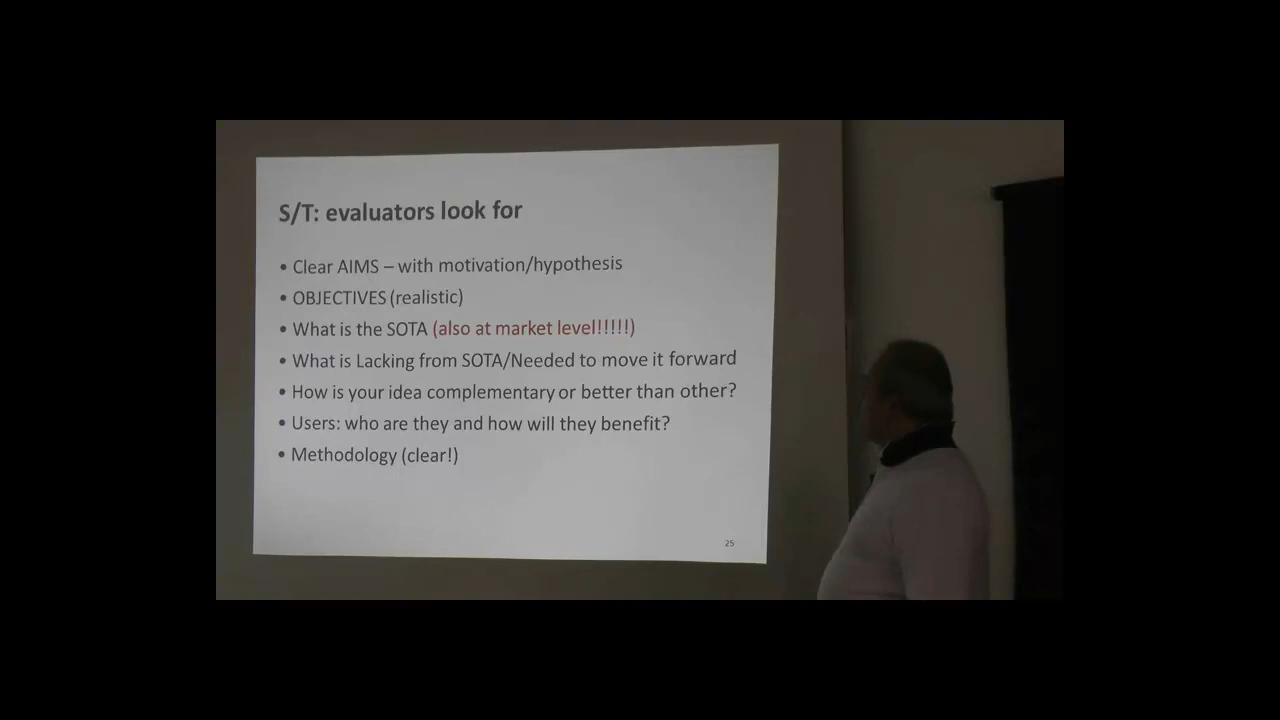 S/T: evaluators look for
• Clear AIMS – with motivation/hypothesis
• OBJECTIVES (realistic)
• What is the SOTA (also at market level!!!!!)
• What is Lacking from SOTA/Needed to move it forward
• How is your idea complementary or better than other?
• Users: who are they and how will they benefit?
• Methodology (clear!)
25